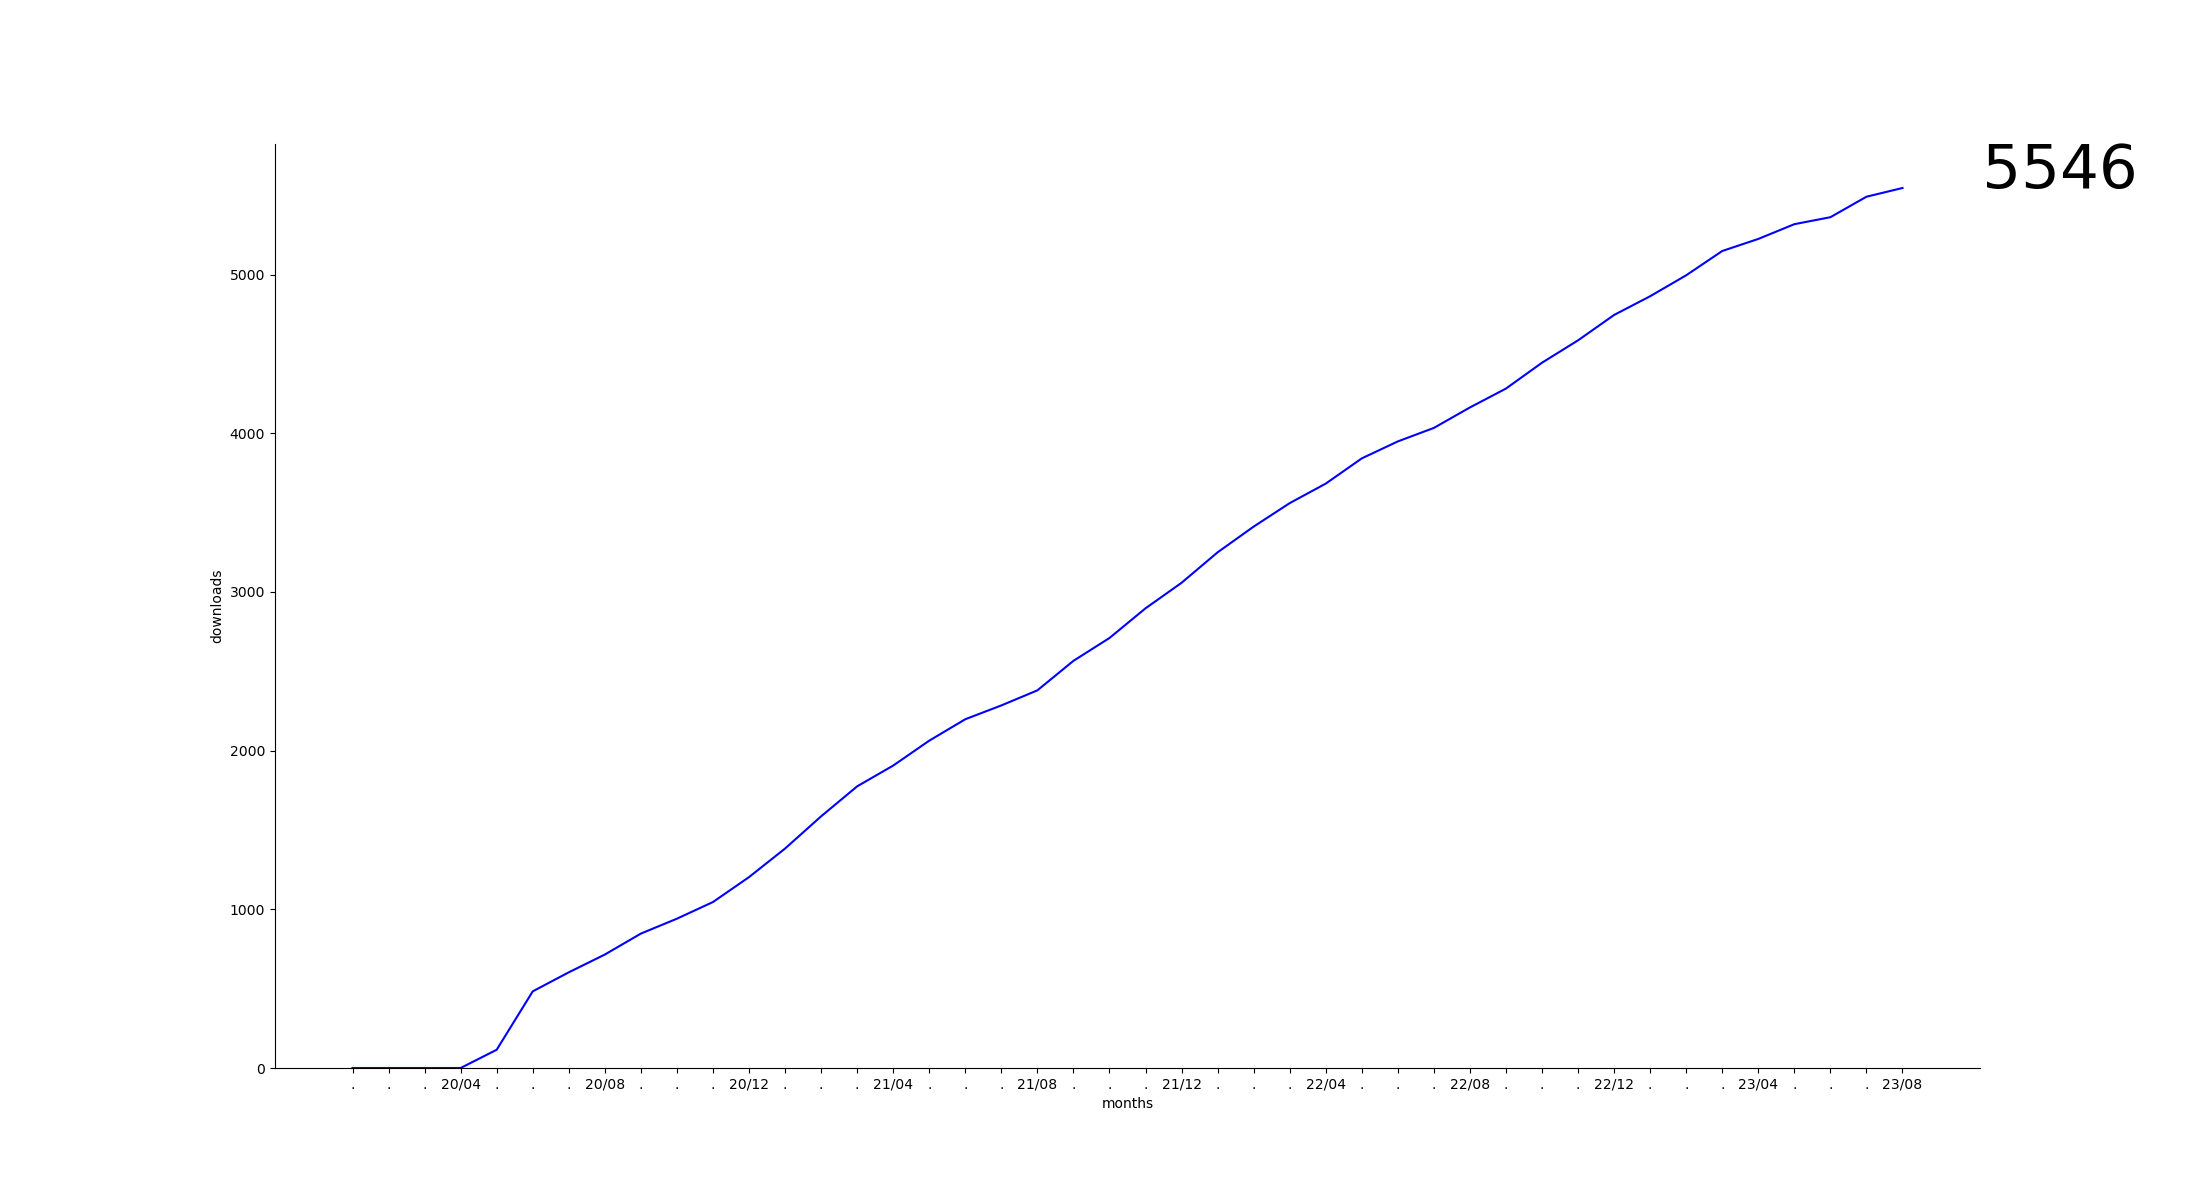 5546
5000
4000
3000
2000
1000
0
downloads
. . . 20/04 . . . 20/08 . . . 20/12 . . . 21/04 . . . 21/08 . . . 21/12 . . . 22/04 . . . 22/08 . . . 22/12 . . . 23/04 . . . 23/08
months